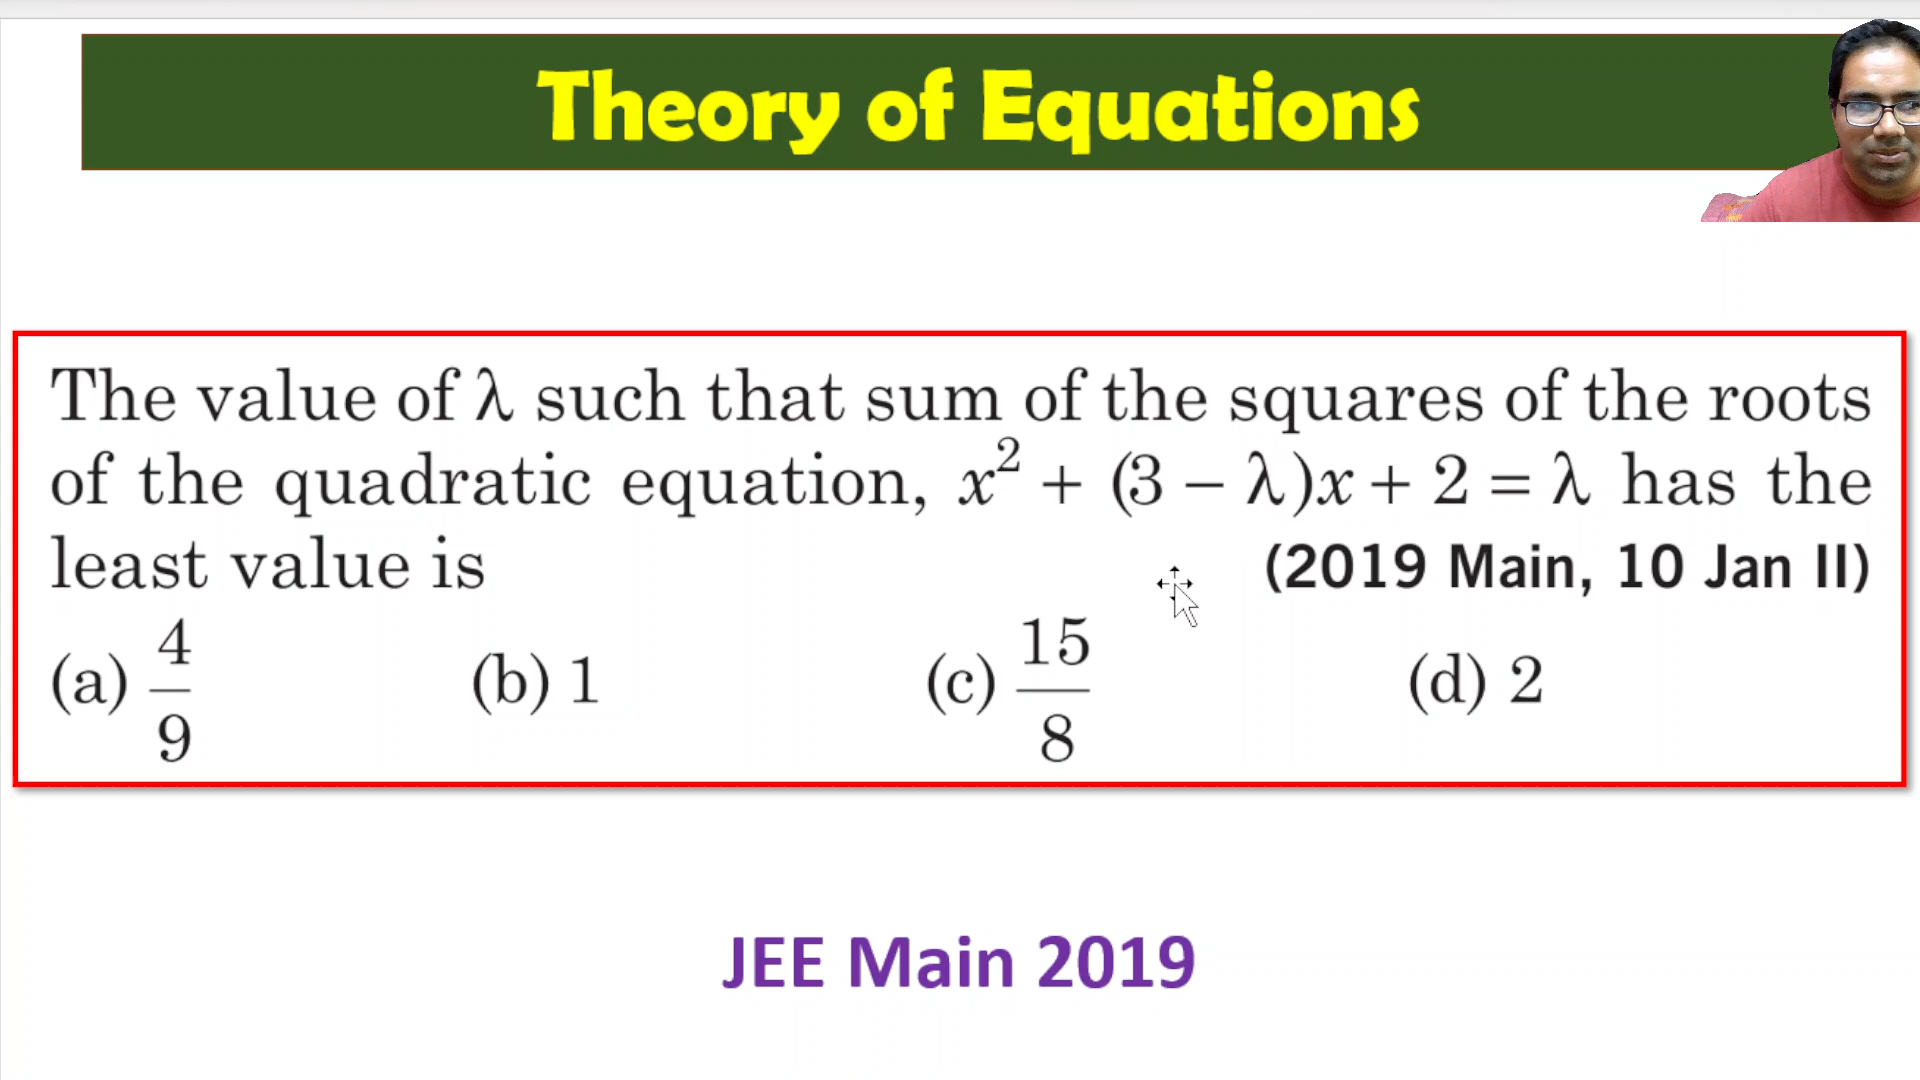 Theory of Equations
The value of λ such that sum of the squares of the roots
of the quadratic equation, x² + (3 − λ)x + 2 = λ has the
least value is (2019 Main, 10 Jan II)
(a) 4/9 (b) 1 (c) 15/8 (d) 2
JEE Main 2019